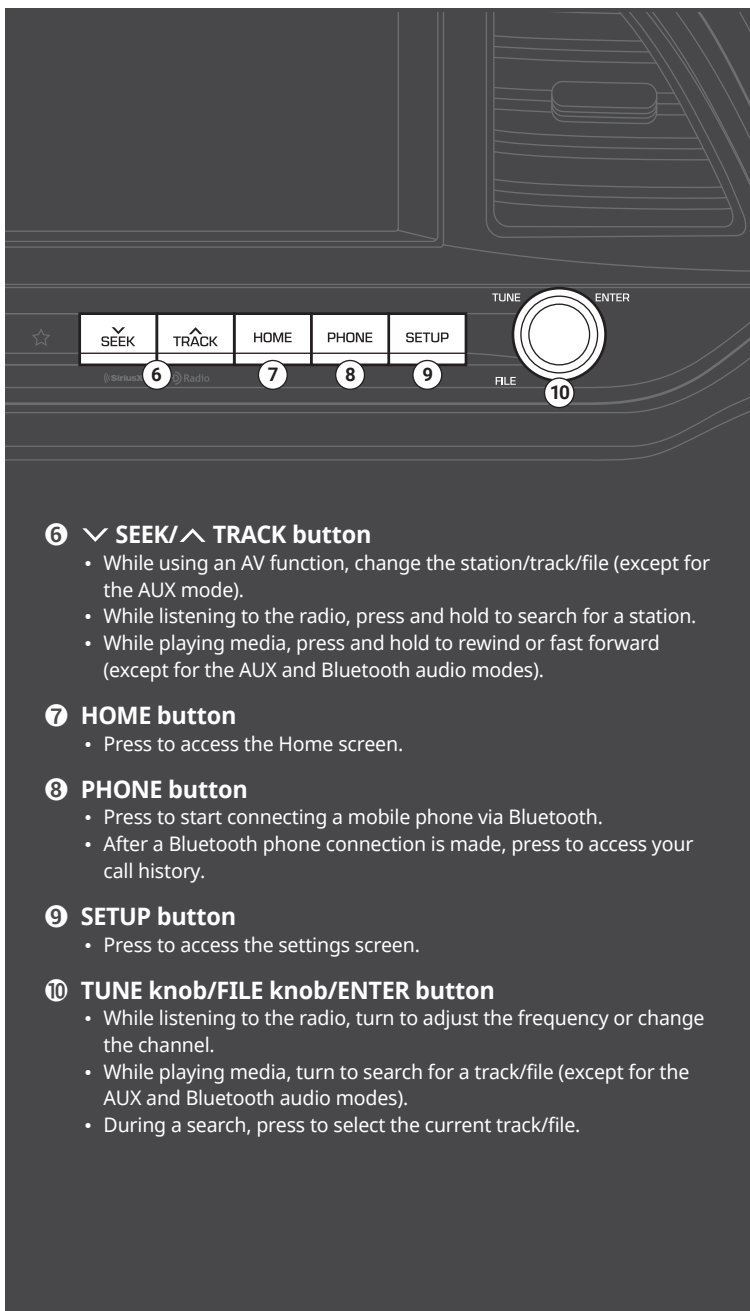 TUNE ENTER
SEEK TRACK HOME PHONE SETUP
6 7 8 9
Radio
FILE
10
❻ SEEK/ TRACK button
• While using an AV function, change the station/track/file (except for
the AUX mode).
• While listening to the radio, press and hold to search for a station.
• While playing media, press and hold to rewind or fast forward
(except for the AUX and Bluetooth audio modes).
❼ HOME button
• Press to access the Home screen.
❽ PHONE button
• Press to start connecting a mobile phone via Bluetooth.
• After a Bluetooth phone connection is made, press to access your
call history.
❾ SETUP button
• Press to access the settings screen.
❿ TUNE knob/FILE knob/ENTER button
• While listening to the radio, turn to adjust the frequency or change
the channel.
• While playing media, turn to search for a track/file (except for the
AUX and Bluetooth audio modes).
• During a search, press to select the current track/file.